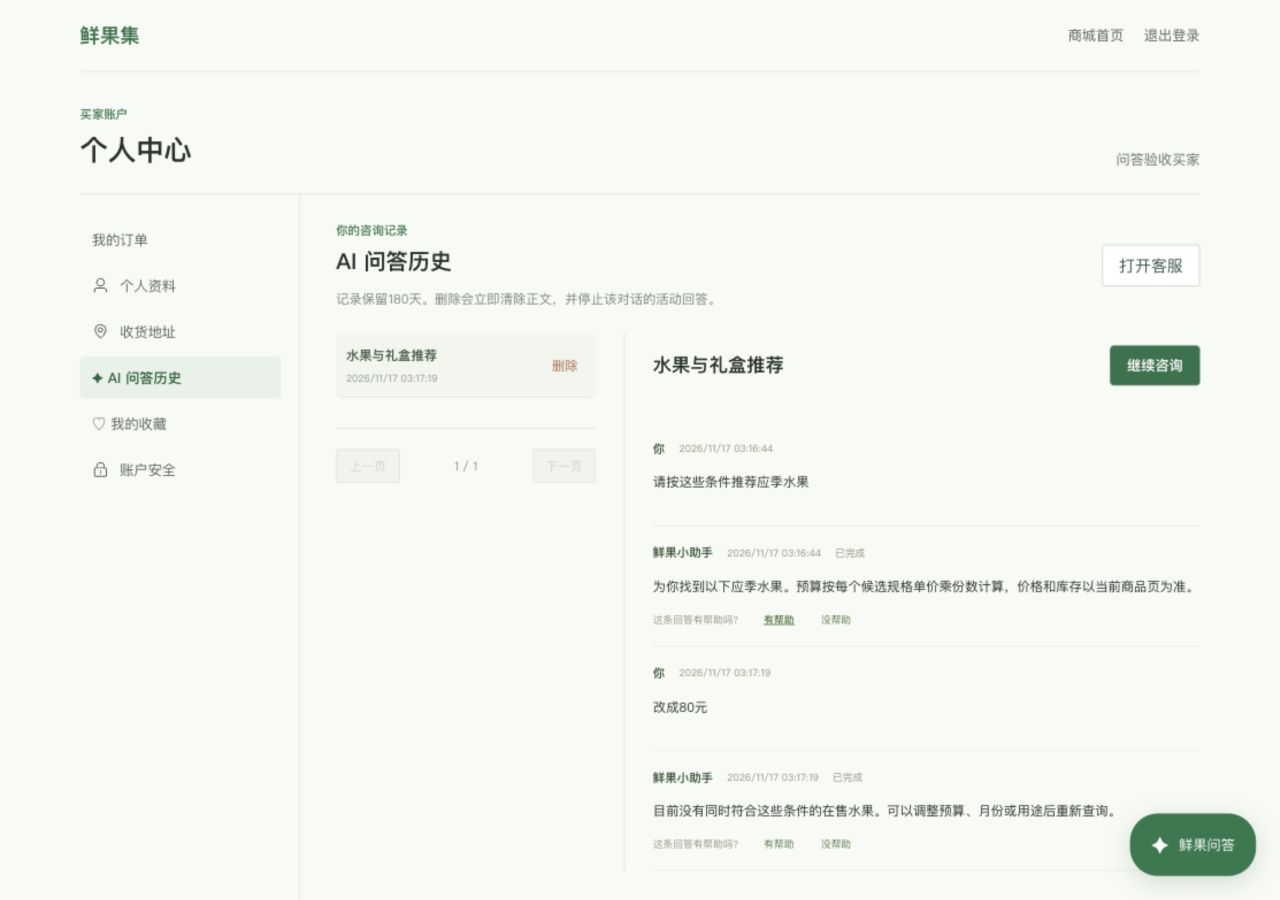 鲜果集
商城首页 退出登录
买家账户
个人中心
问答验收买家
我的订单
个人资料
收货地址
AI 问答历史
我的收藏
账户安全
你的咨询记录
AI 问答历史
打开客服
记录保留180天。删除会立即清除正文，并停止该对话的活动回答。
水果与礼盒推荐
2026/11/17 03:17:19
删除
上一页 1 / 1 下一页
水果与礼盒推荐
继续咨询
你 2026/11/17 03:16:44
请按这些条件推荐应季水果
鲜果小助手 2026/11/17 03:16:44 已完成
为你找到以下应季水果。预算按每个候选规格单价乘份数计算，价格和库存以当前商品页为准。
这条回答有帮助吗? 有帮助 没帮助
你 2026/11/17 03:17:19
改成80元
鲜果小助手 2026/11/17 03:17:19 已完成
目前没有同时符合这些条件的在售水果。可以调整预算、月份或用途后重新查询。
这条回答有帮助吗? 有帮助 没帮助
鲜果问答